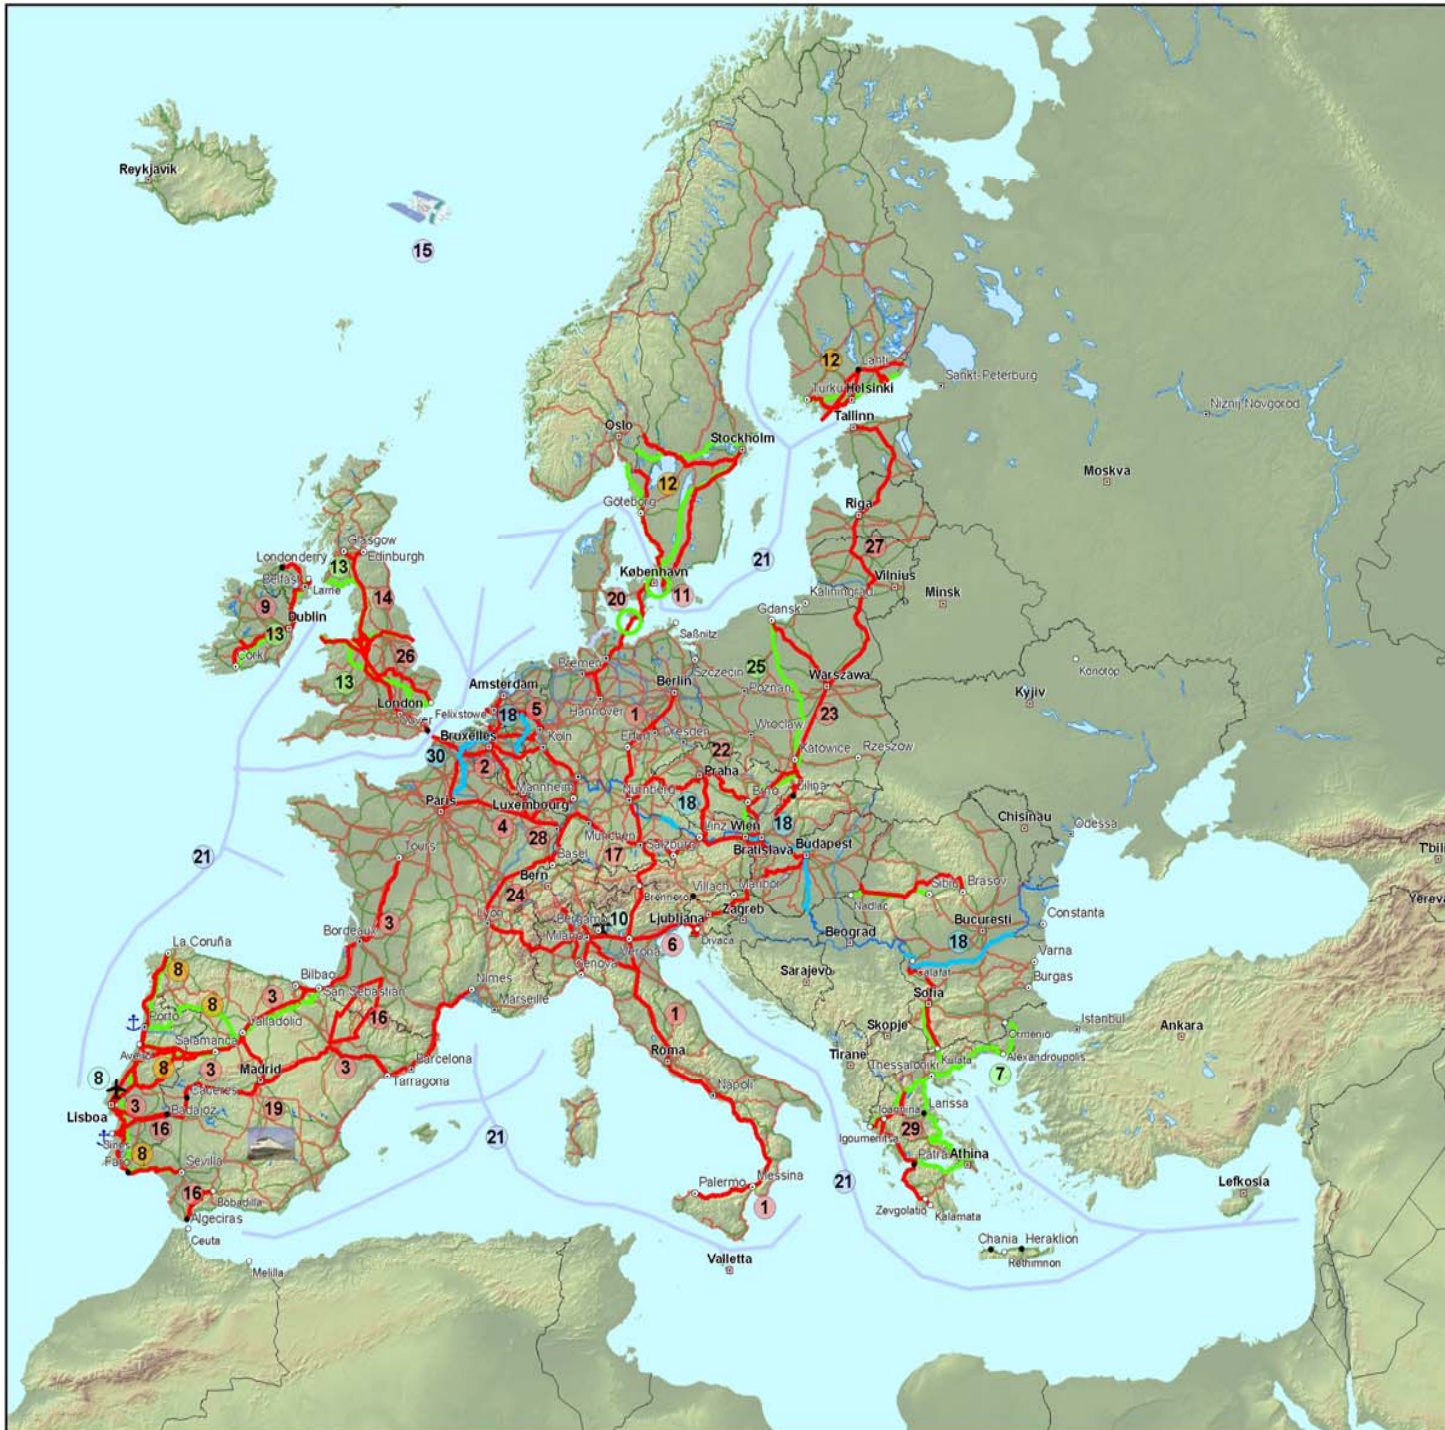 Reykjavik
15
12
Lahti
Sankt-Peterburg
Turku
Helsinki
Tallinn
Niznij-Novgorod
Oslo
Stockholm
Moskva
12
Göteborg
Riga
Glasgow
Londonderry
Edinburgh
27
13
21
Belfast
København
Vilnius
Larne
Kaliningrad
Minsk
9
14
20
11
Dublin
Gdansk
13
Saßnitz
26
Cork
Bremen
Szczecin
25
Konotop
13
Amsterdam
Berlin
Poznan
Warszawa
Kyjiv
London
Felixstowe
18
5
Hannover
1
23
Dover
Wroclaw
Bruxelles
Köln
Erfurt
Dresden
30
2
22
Katowice
Rzeszow
Praha
Mannheim
Nürnberg
Brno
Zilina
Paris
Luxembourg
18
Chisinau
4
28
Linz
Wien
18
Odessa
München
Salzburg
Bratislava
Budapest
T'bili
21
Tours
Basel
17
Bern
24
Villach
Maribor
Brasov
Brennero
Sibiu
Nadlac
Yereva
Lyon
Bergamo
10
Ljubljana
Zagreb
Constanta
3
Bucuresti
Bordeaux
Milano
6
Divaca
Beograd
18
La Coruña
Verona
Varna
8
Genova
Calafat
Sarajevo
Burgas
Bilbao
Nimes
San Sebastian
3
8
Marseille
Sofia
Porto
16
Valladolid
Skopje
Istanbul
Ormenio
Ankara
Aveiro
Salamanca
1
Tirane
Kulata
Alexandroupolis
8
8
3
Madrid
3
Barcelona
Roma
Thessaloniki
7
Tarragona
Caceres
Napoli
Lisboa
3
19
Ioannina
Larissa
Badajoz
16
Igoumenitsa
29
21
Sines
8
Athina
Faro
Sevilla
Patra
Messina
21
Palermo
Lefkosia
16
Bobadilla
1
Zevgolatio
Kalamata
Algeciras
Ceuta
Chania
Heraklion
Valletta
Rethimnon
Melilla